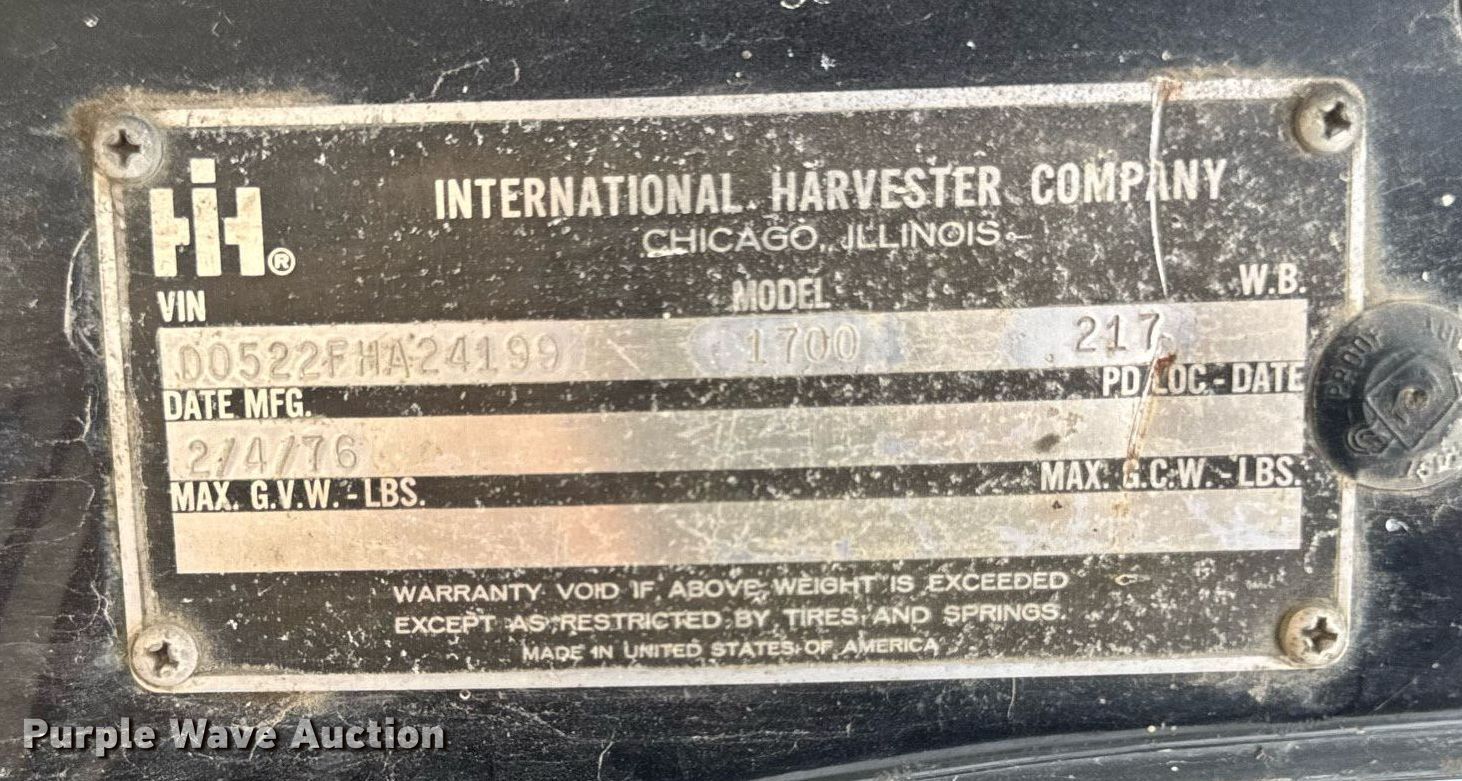 IH®
INTERNATIONAL HARVESTER COMPANY
CHICAGO, ILLINOIS
VIN MODEL W.B.
D0522FHA24199 1700 217
DATE MFG. PD LOC - DATE
2/4/76
MAX. G.V.W. - LBS. MAX. G.C.W. - LBS.
WARRANTY VOID IF ABOVE WEIGHT IS EXCEEDED
EXCEPT AS RESTRICTED BY TIRES AND SPRINGS.
MADE IN UNITED STATES OF AMERICA
PROOF
Purple Wave Auction